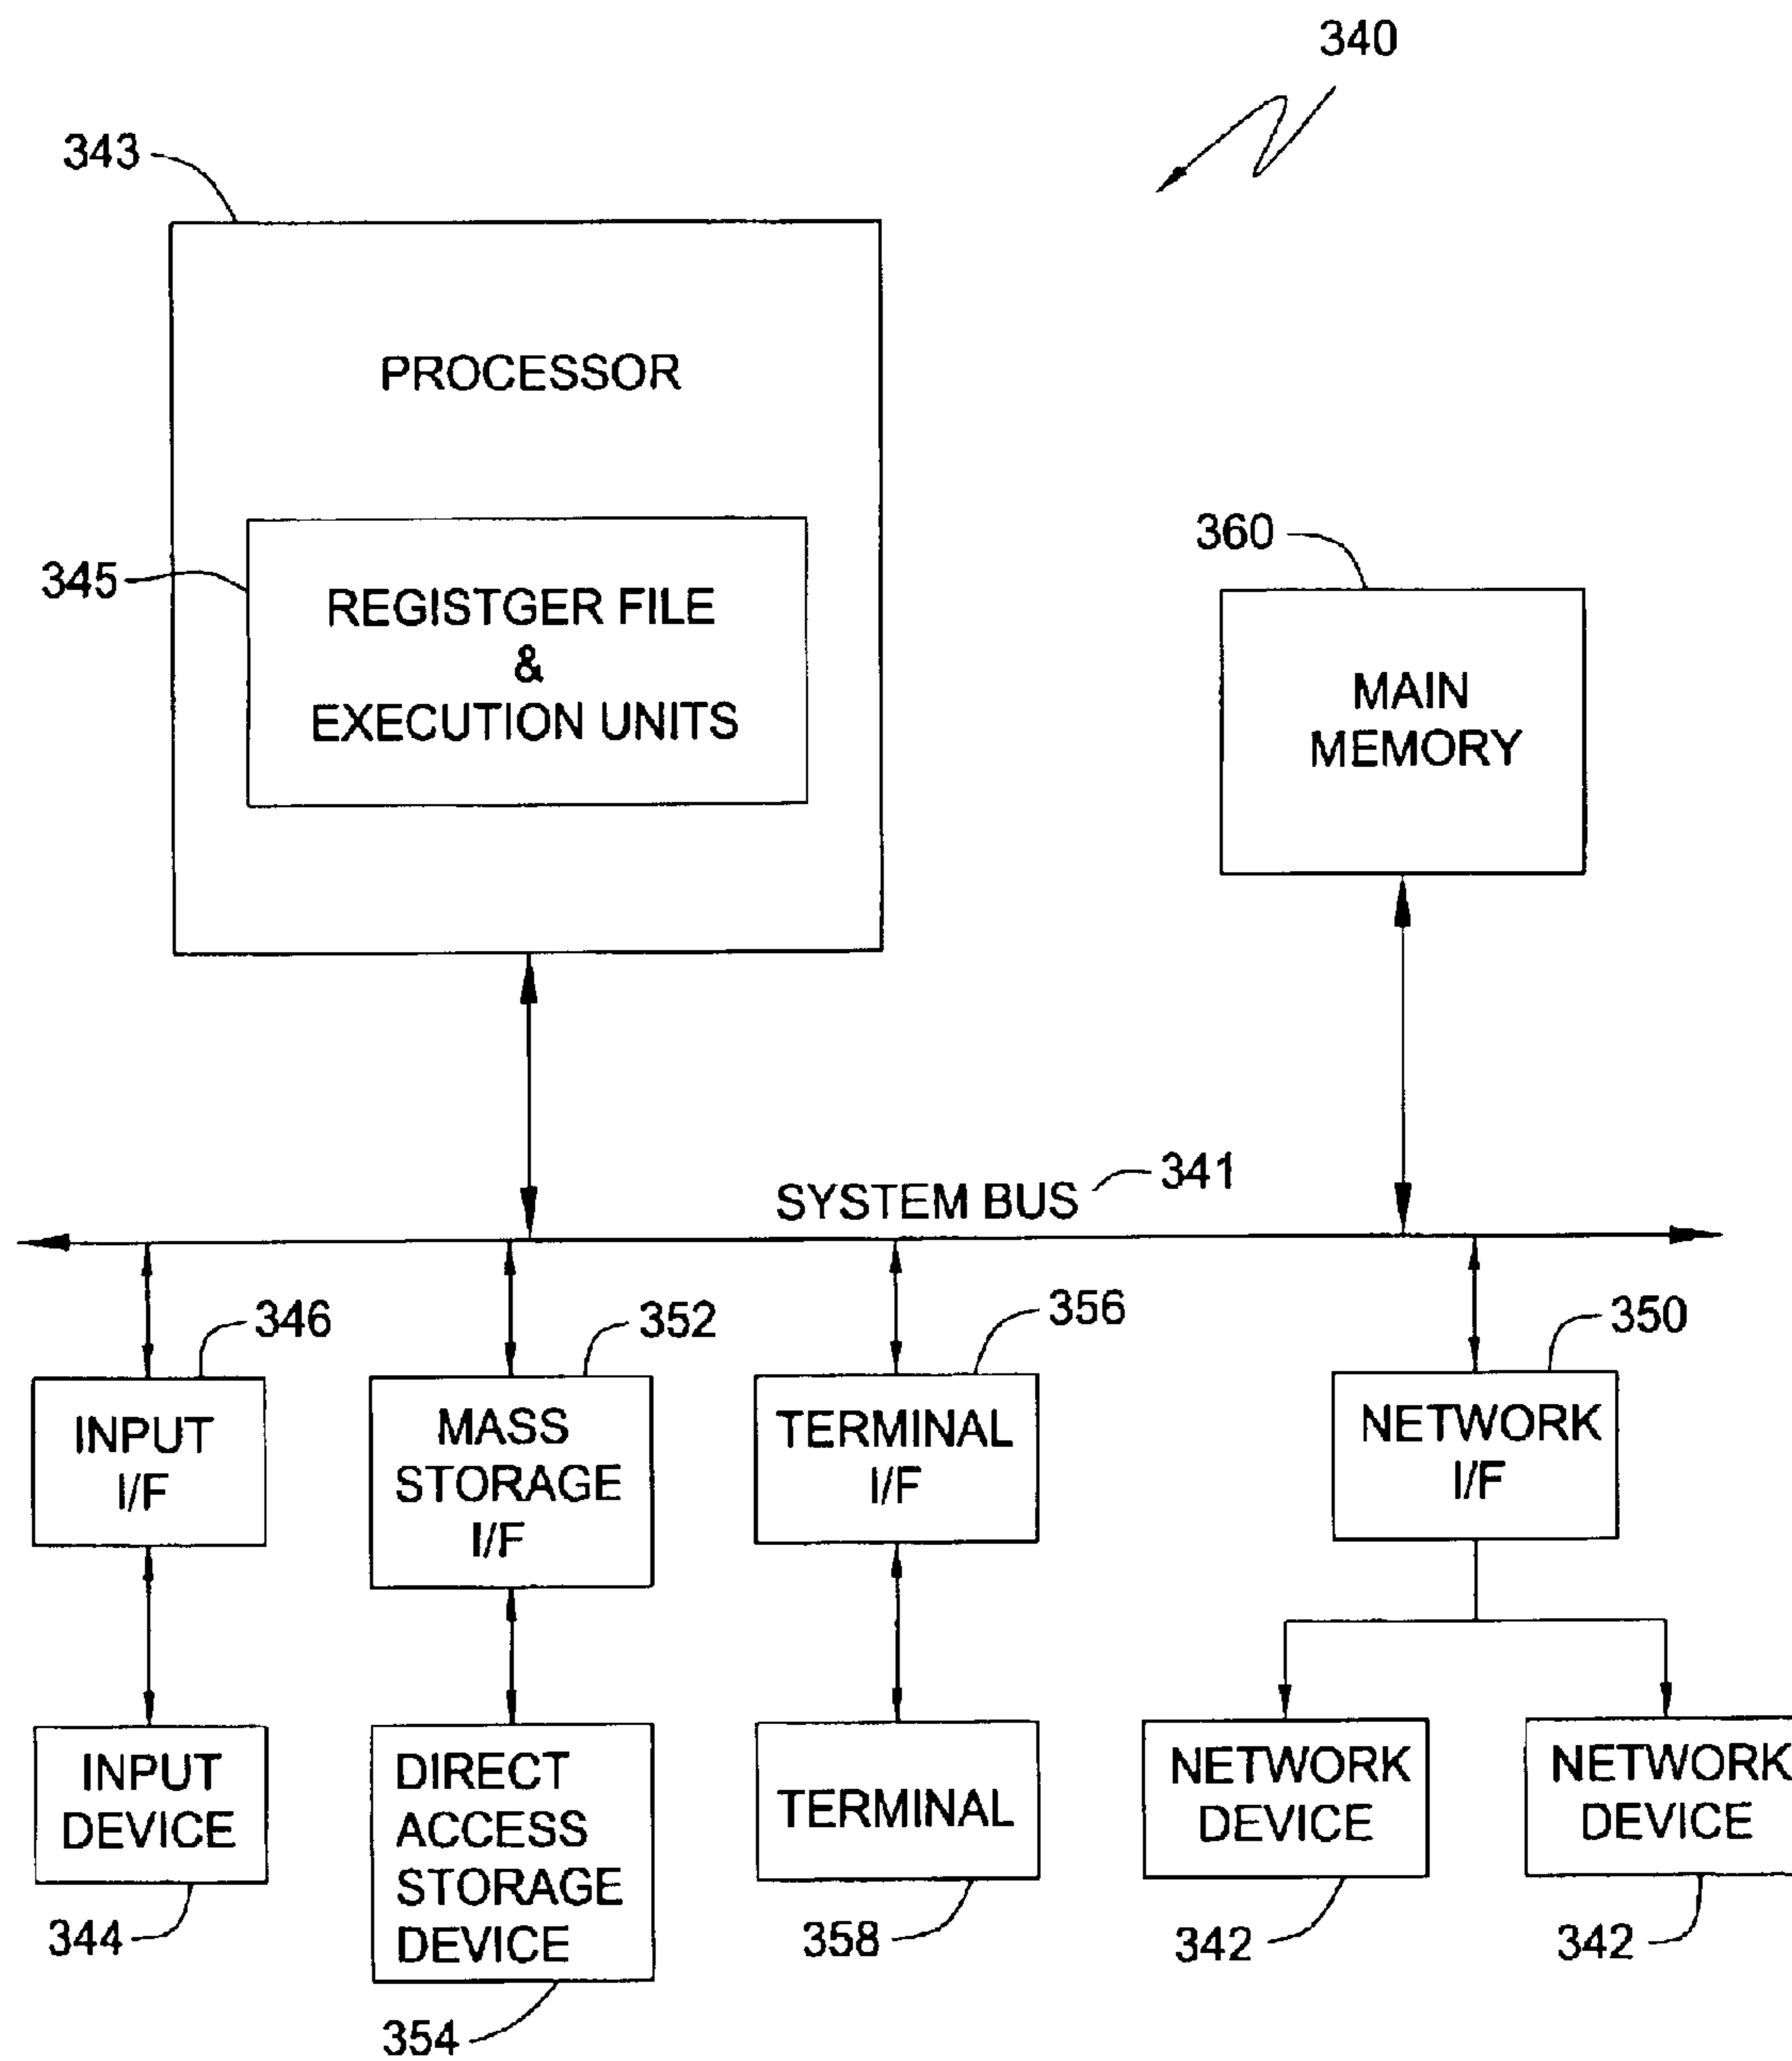 340
343
PROCESSOR
345
REGISTGER FILE
&
EXECUTION UNITS
360
MAIN
MEMORY
SYSTEM BUS
341
346
352
356
350
INPUT
I/F
MASS
STORAGE
I/F
TERMINAL
I/F
NETWORK
I/F
INPUT
DEVICE
DIRECT
ACCESS
STORAGE
DEVICE
TERMINAL
NETWORK
DEVICE
NETWORK
DEVICE
344
354
358
342
342